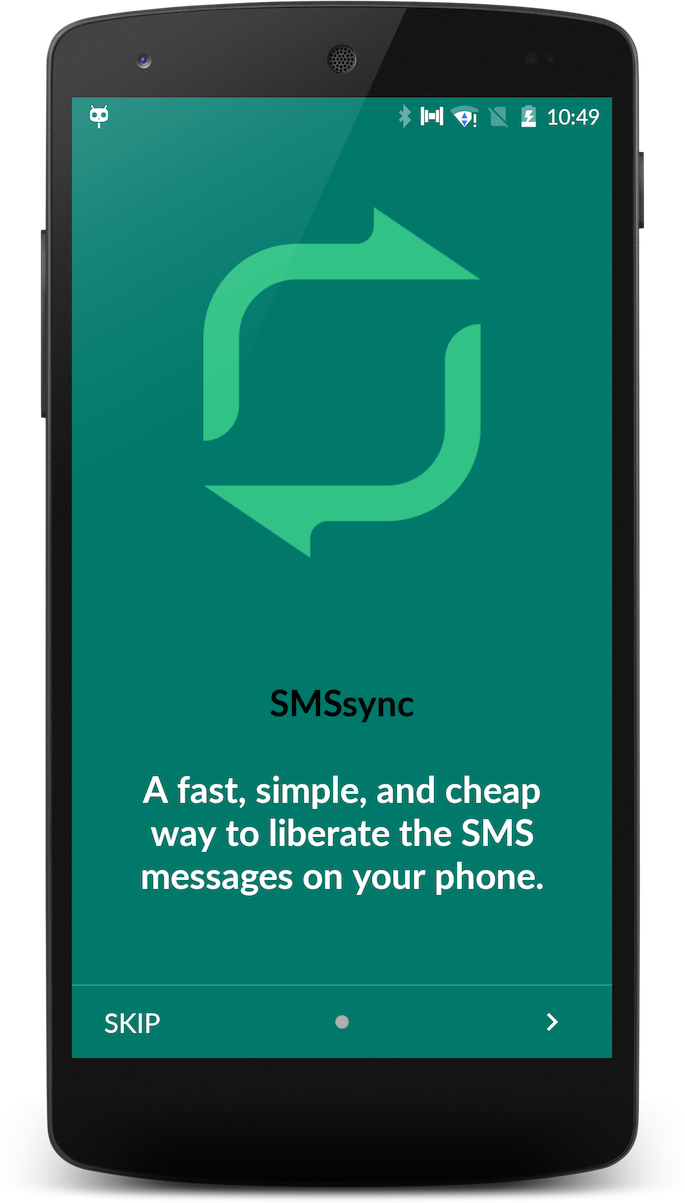 10:49
SMSsync
A fast, simple, and cheap
way to liberate the SMS
messages on your phone.
SKIP